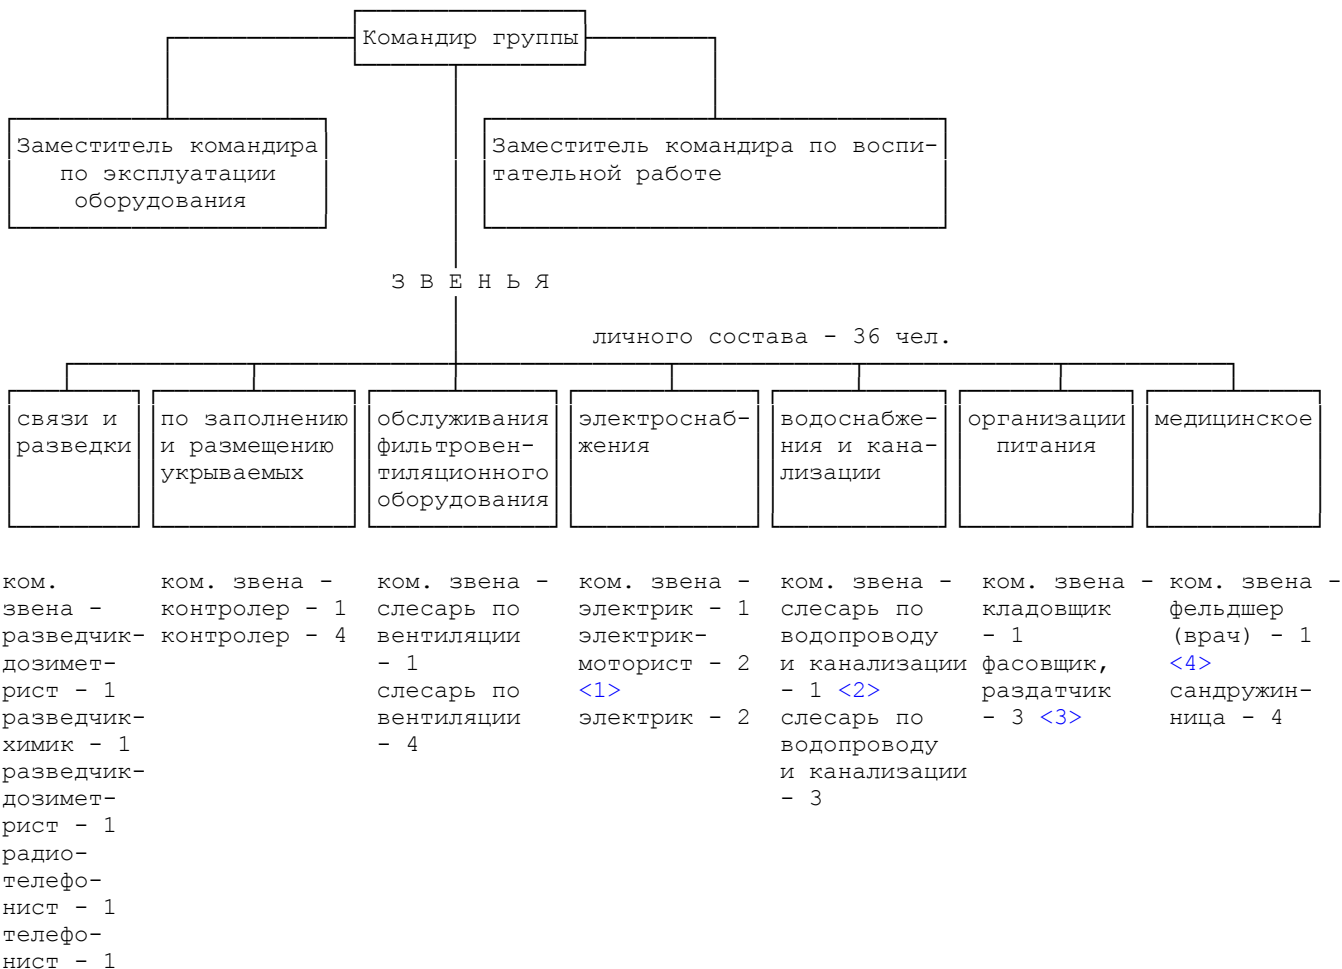 Командир группы
Заместитель командира
по эксплуатации
оборудования
Заместитель командира по воспи-
тательной работе
З В Е Н Ь Я
личного состава - 36 чел.
связи и
разведки
по заполнению
и размещению
укрываемых
обслуживания
фильтровен-
тиляционного
оборудования
электроснаб-
жения
водоснабже-
ния и кана-
лизации
организации
питания
медицинское
ком.
звена -
разведчик-
дозимет-
рист - 1
разведчик-
химик - 1
разведчик-
дозимет-
рист - 1
радио-
телефо-
нист - 1
телефо-
нист - 1
ком. звена -
контролер - 1
контролер - 4
ком. звена -
слесарь по
вентиляции
- 1
слесарь по
вентиляции
- 4
ком. звена -
электрик - 1
электрик-
моторист - 2
<1>
электрик - 2
ком. звена -
слесарь по
водопроводу
и канализации
- 1 <2>
слесарь по
водопроводу
и канализации
- 3
ком. звена -
кладовщик
- 1
фасовщик,
раздатчик
- 3 <3>
ком. звена -
фельдшер
(врач) - 1
<4>
сандружин-
ница - 4